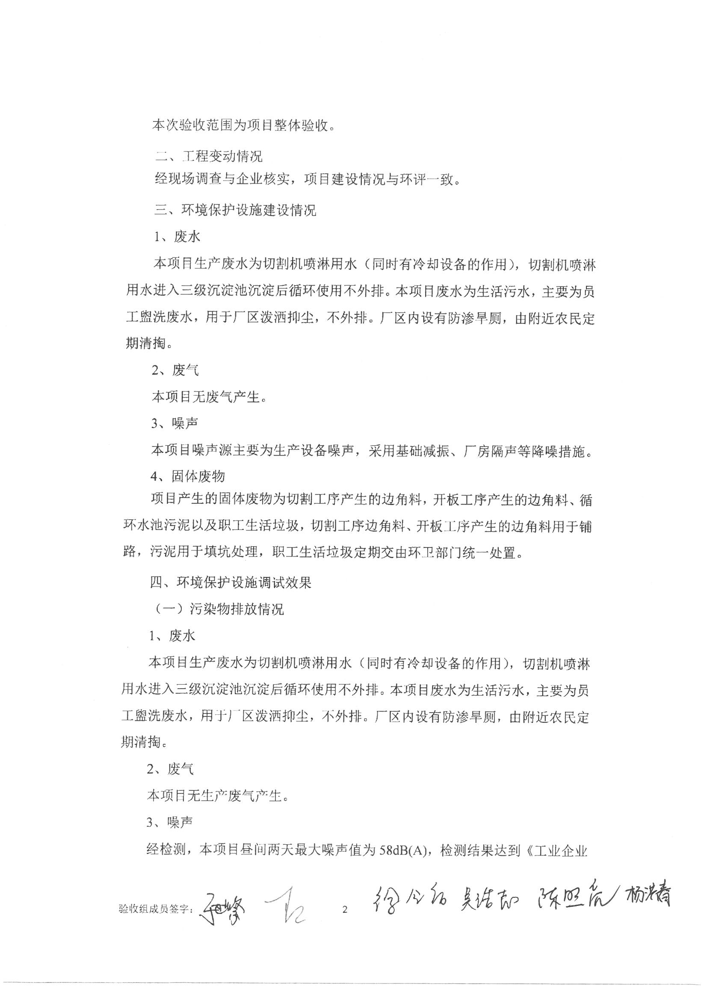 本次验收范围为项目整体验收。
二、工程变动情况
经现场调查与企业核实，项目建设情况与环评一致。
三、环境保护设施建设情况
1、废水
本项目生产废水为切割机喷淋用水（同时有冷却设备的作用），切割机喷淋
用水进入三级沉淀池沉淀后循环使用不外排。本项目废水为生活污水，主要为员
工盥洗废水，用于厂区泼洒抑尘，不外排。厂区内设有防渗旱厕，由附近农民定
期清掏。
2、废气
本项目无废气产生。
3、噪声
本项目噪声源主要为生产设备噪声，采用基础减振、厂房隔声等降噪措施。
4、固体废物
项目产生的固体废物为切割工序产生的边角料，开板工序产生的边角料、循
环水池污泥以及职工生活垃圾，切割工序边角料、开板工序产生的边角料用于铺
路，污泥用于填坑处理，职工生活垃圾定期交由环卫部门统一处置。
四、环境保护设施调试效果
（一）污染物排放情况
1、废水
本项目生产废水为切割机喷淋用水（同时有冷却设备的作用），切割机喷淋
用水进入三级沉淀池沉淀后循环使用不外排。本项目废水为生活污水，主要为员
工盥洗废水，用于厂区泼洒抑尘，不外排。厂区内设有防渗旱厕，由附近农民定
期清掏。
2、废气
本项目无生产废气产生。
3、噪声
经检测，本项目昼间两天最大噪声值为 58dB(A)，检测结果达到《工业企业
验收组成员签字： 2 陈照亮 杨洪春